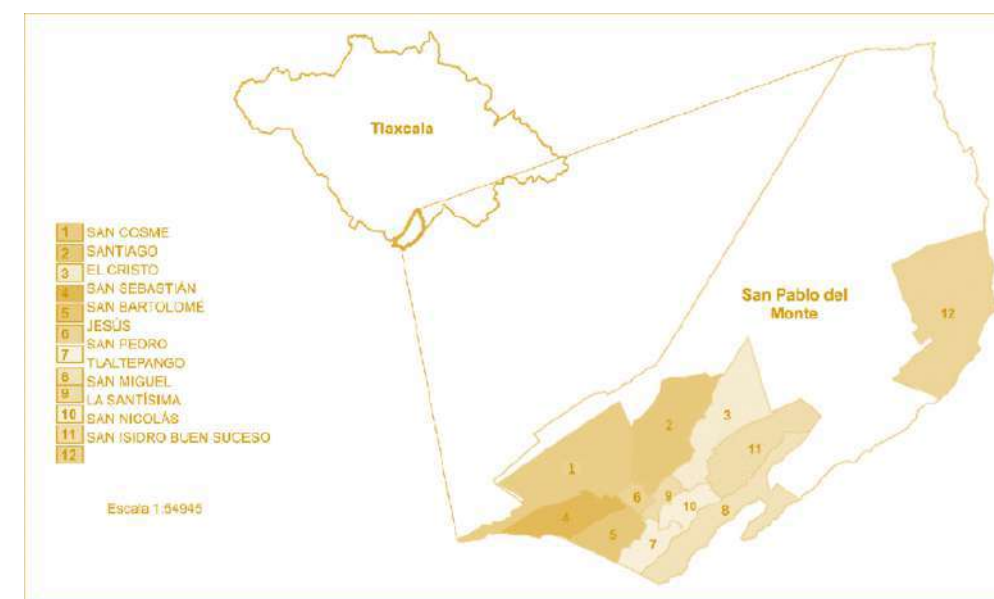 Tlaxcala
1 SAN COSME
2 SANTIAGO
3 EL CRISTO
4 SAN SEBASTIÁN
5 SAN BARTOLOMÉ
6 JESÚS
7 SAN PEDRO
TLALTEPANGO
8 SAN MIGUEL
9 LA SANTÍSIMA
10 SAN NICOLÁS
11 SAN ISIDRO BUEN SUCESO
12
Escala 1:54945
San Pablo del
Monte
12
3
2
11
1
6
9
10
8
4
5
7